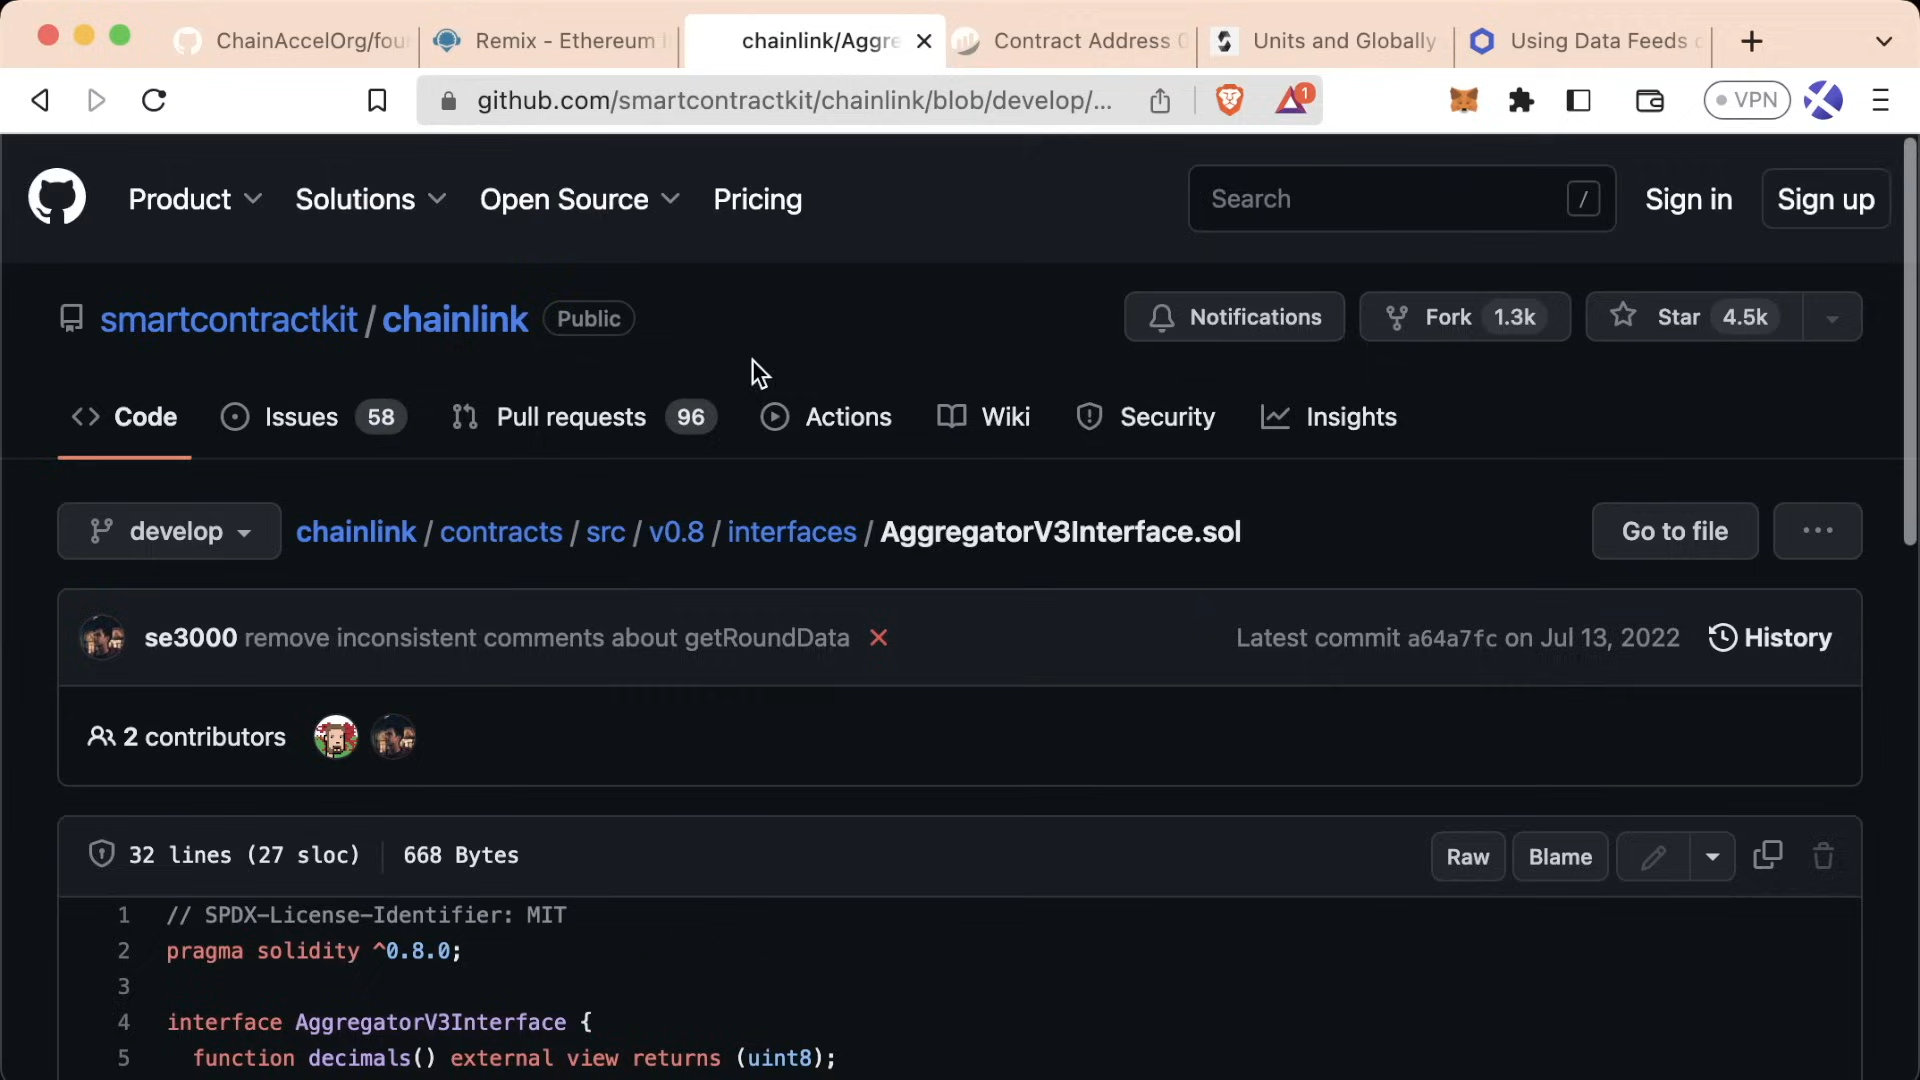 ChainAccelOrg/fou
Remix - Ethereum I
chainlink/Aggre
Contract Address 0
Units and Globally
Using Data Feeds o
github.com/smartcontractkit/chainlink/blob/develop/...
1
VPN
Product
Solutions
Open Source
Pricing
Search
/
Sign in
Sign up
smartcontractkit / chainlink
Public
Notifications
Fork 1.3k
Star 4.5k
Code
Issues 58
Pull requests 96
Actions
Wiki
Security
Insights
develop
chainlink / contracts / src / v0.8 / interfaces / AggregatorV3Interface.sol
Go to file
...
se3000 remove inconsistent comments about getRoundData
Latest commit a64a7fc on Jul 13, 2022
History
2 contributors
32 lines (27 sloc)
668 Bytes
Raw
Blame
1 // SPDX-License-Identifier: MIT
2 pragma solidity ^0.8.0;
3
4 interface AggregatorV3Interface {
5 function decimals() external view returns (uint8);